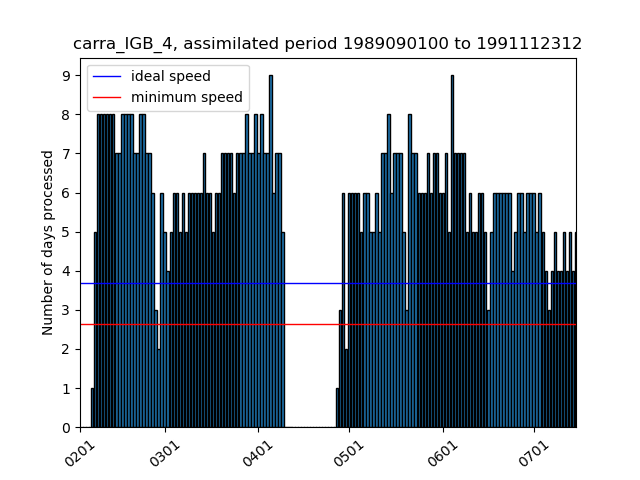 carra_IGB_4, assimilated period 1989090100 to 1991112312
ideal speed
minimum speed
Number of days processed
9
8
7
6
5
4
3
2
1
0
0201 0301 0401 0501 0601 0701